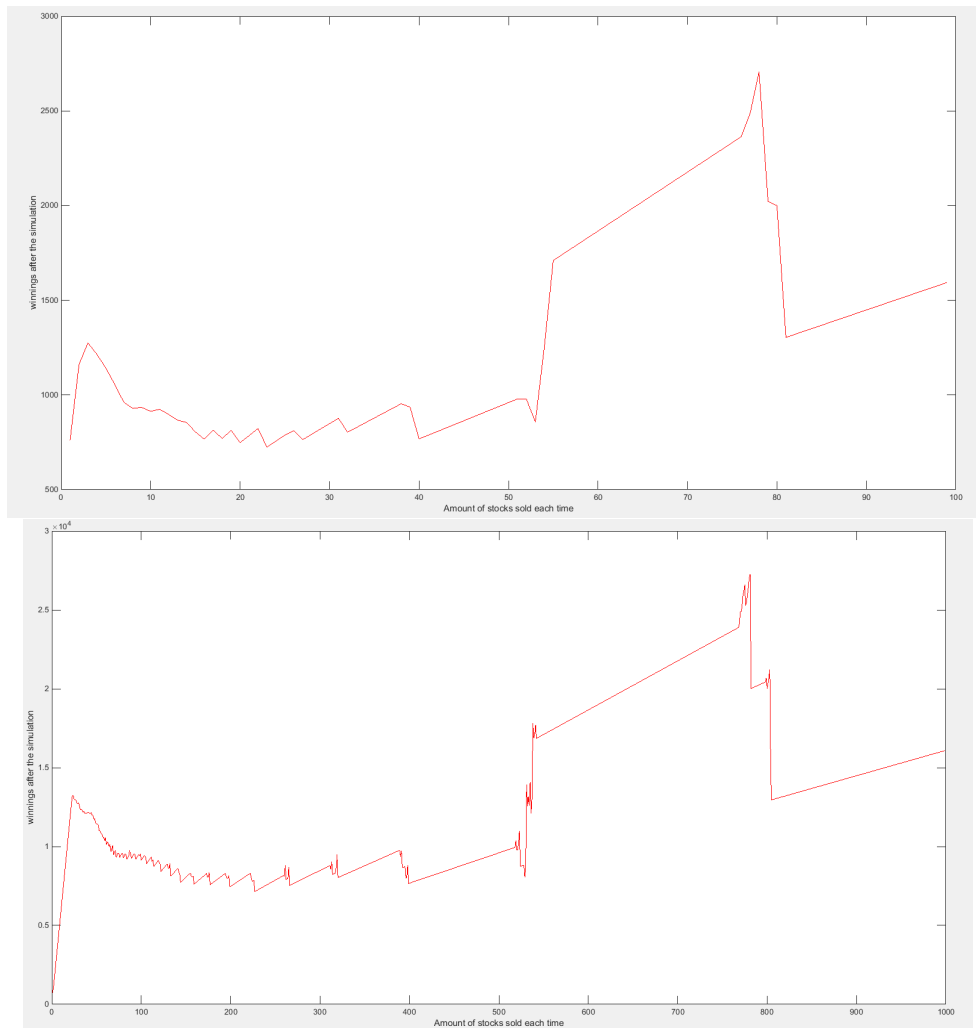 3000
2500
2000
1500
1000
500
winnings after the simulation
0 10 20 30 40 50 60 70 80 90 100
Amount of stocks sold each time
3 ×10^4
2.5
2
1.5
1
0.5
0
winnings after the simulation
0 100 200 300 400 500 600 700 800 900 1000
Amount of stocks sold each time